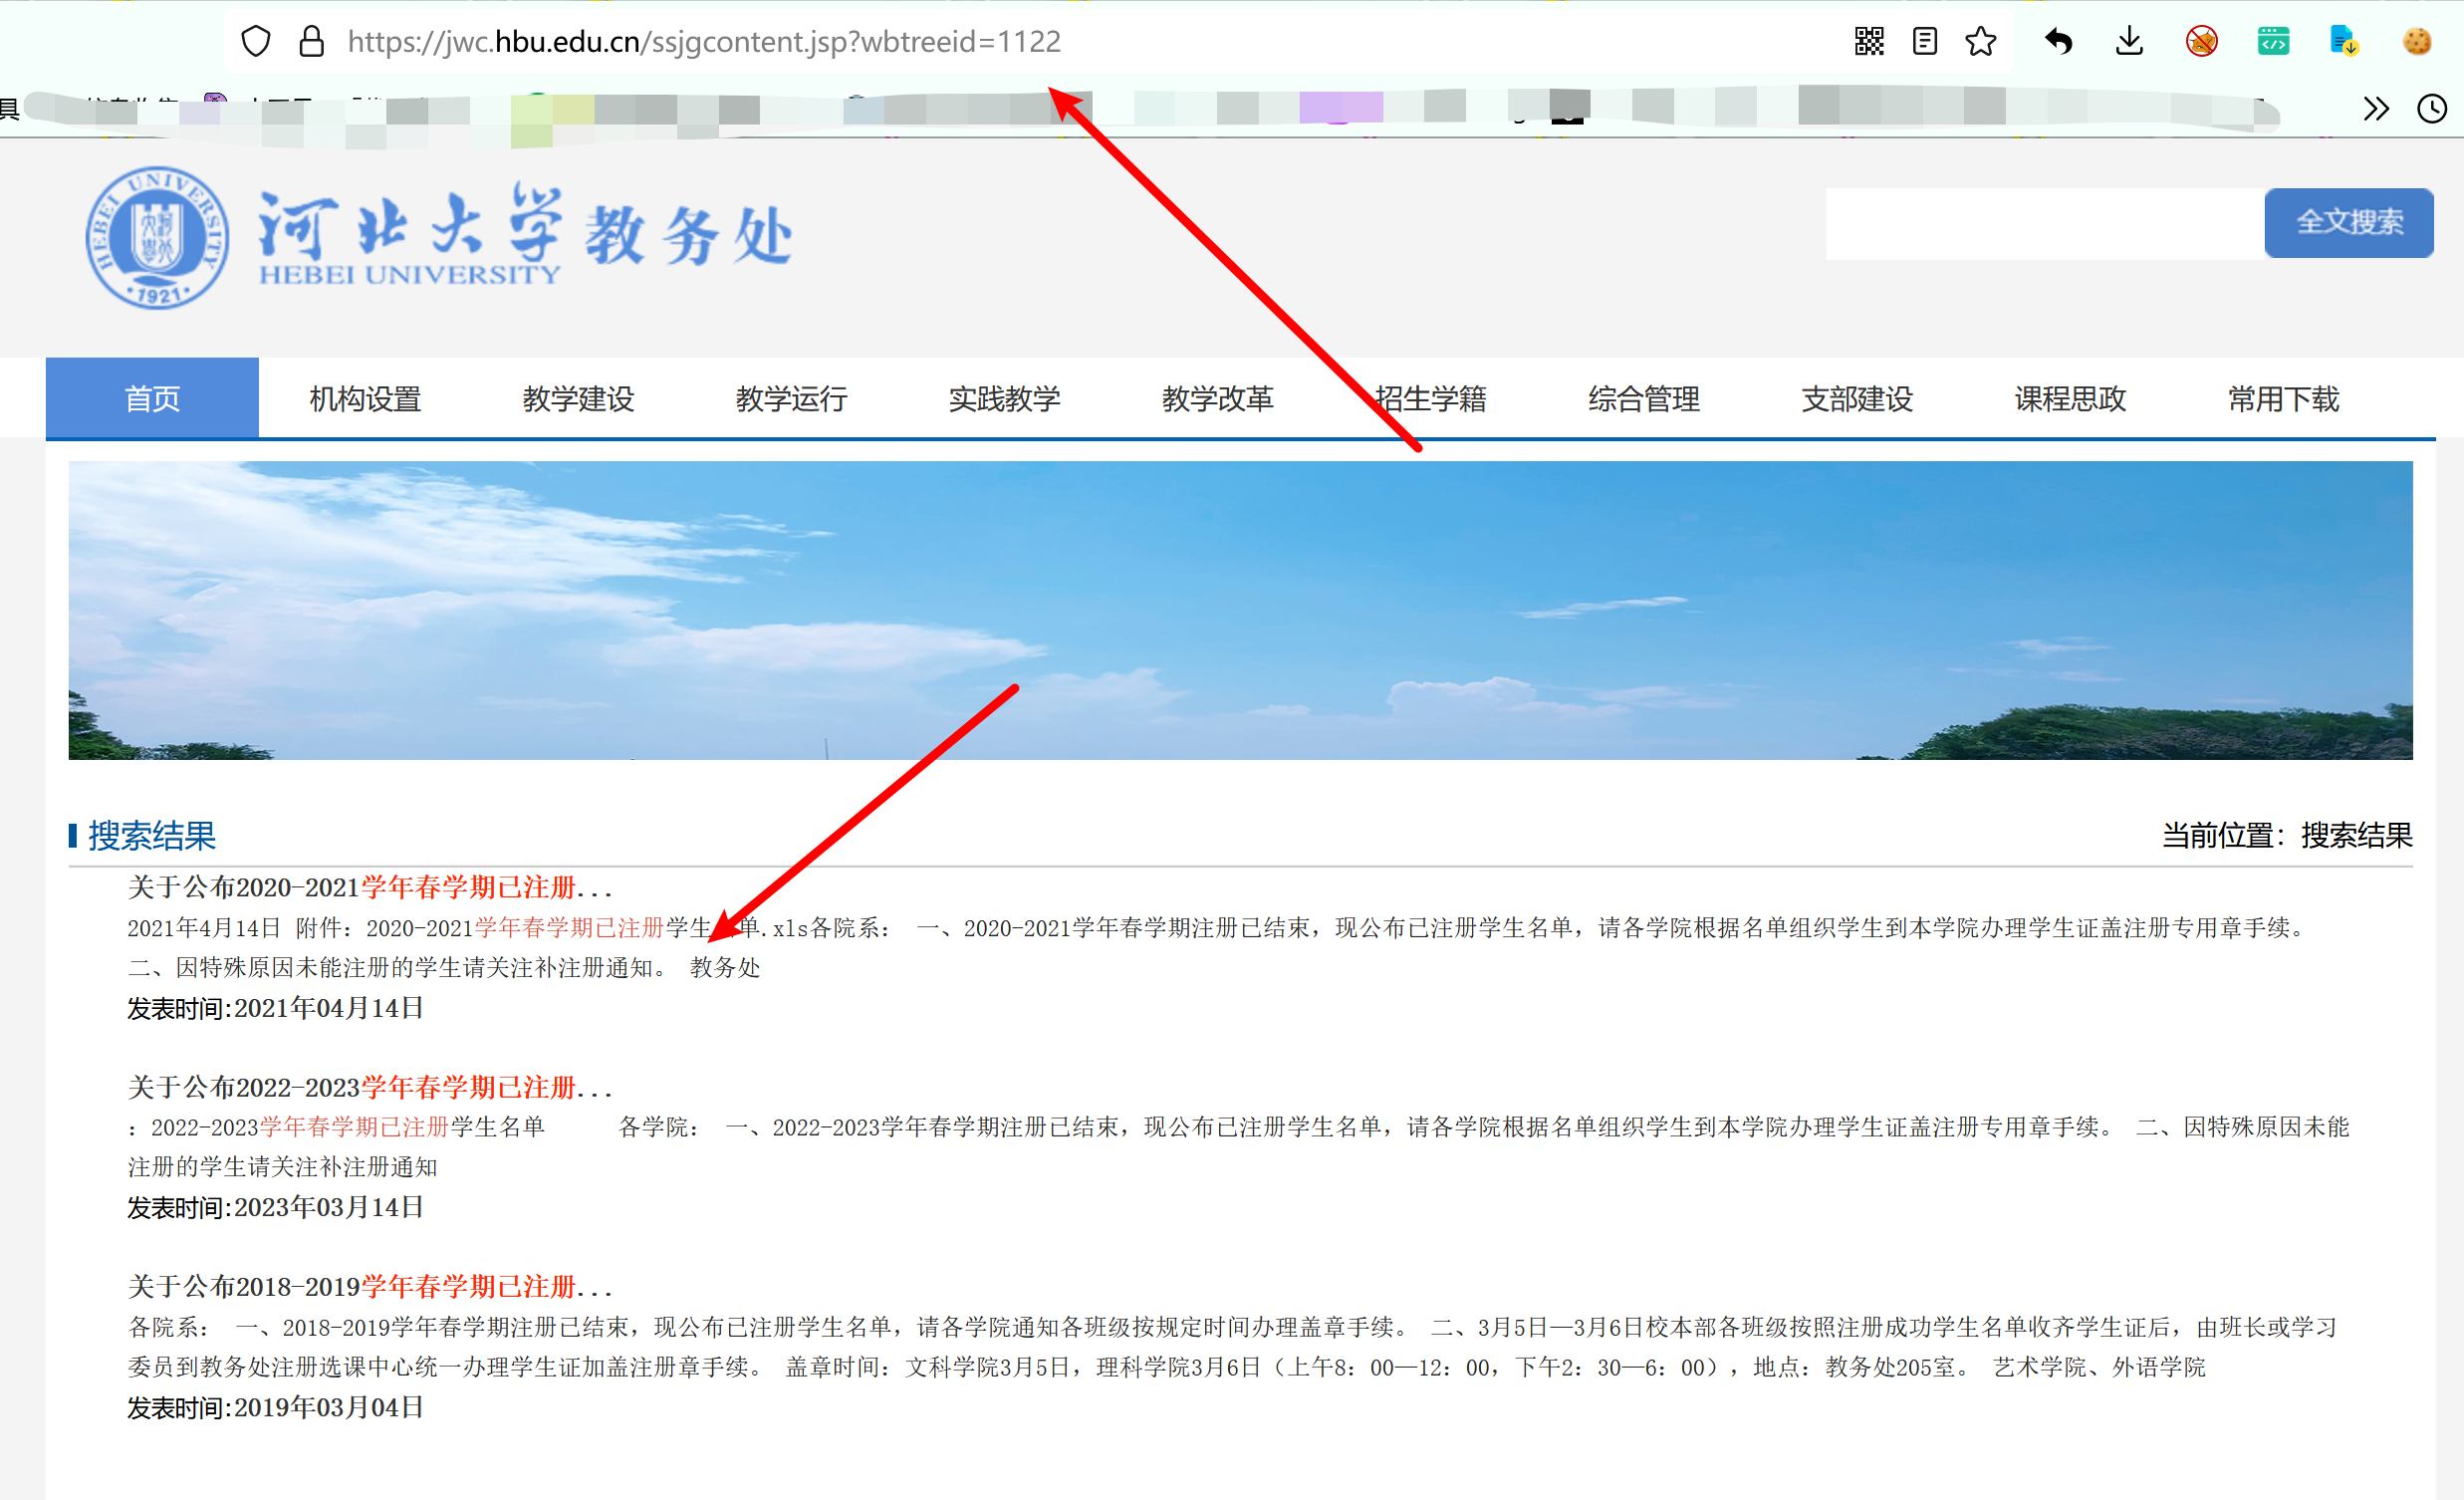 https://jwc.hbu.edu.cn/ssjgcontent.jsp?wbtreeid=1122
具
HEBEI UNIVERSITY
1921
河北大学 教务处
HEBEI UNIVERSITY
全文搜索
首页 机构设置 教学建设 教学运行 实践教学 教学改革 招生学籍 综合管理 支部建设 课程思政 常用下载
搜索结果
当前位置：搜索结果
关于公布2020-2021学年春学期已注册...
2021年4月14日 附件：2020-2021学年春学期已注册学生 单.xls各院系： 一、2020-2021学年春学期注册已结束，现公布已注册学生名单，请各学院根据名单组织学生到本学院办理学生证盖注册专用章手续。
二、因特殊原因未能注册的学生请关注补注册通知。 教务处
发表时间:2021年04月14日
关于公布2022-2023学年春学期已注册...
：2022-2023学年春学期已注册学生名单 各学院： 一、2022-2023学年春学期注册已结束，现公布已注册学生名单，请各学院根据名单组织学生到本学院办理学生证盖注册专用章手续。 二、因特殊原因未能
注册的学生请关注补注册通知
发表时间:2023年03月14日
关于公布2018-2019学年春学期已注册...
各院系： 一、2018-2019学年春学期注册已结束，现公布已注册学生名单，请各学院通知各班级按规定时间办理盖章手续。 二、3月5日—3月6日校本部各班级按照注册成功学生名单收齐学生证后，由班长或学习
委员到教务处注册选课中心统一办理学生证加盖注册章手续。 盖章时间：文科学院3月5日，理科学院3月6日（上午8：00—12：00，下午2：30—6：00），地点：教务处205室。 艺术学院、外语学院
发表时间:2019年03月04日